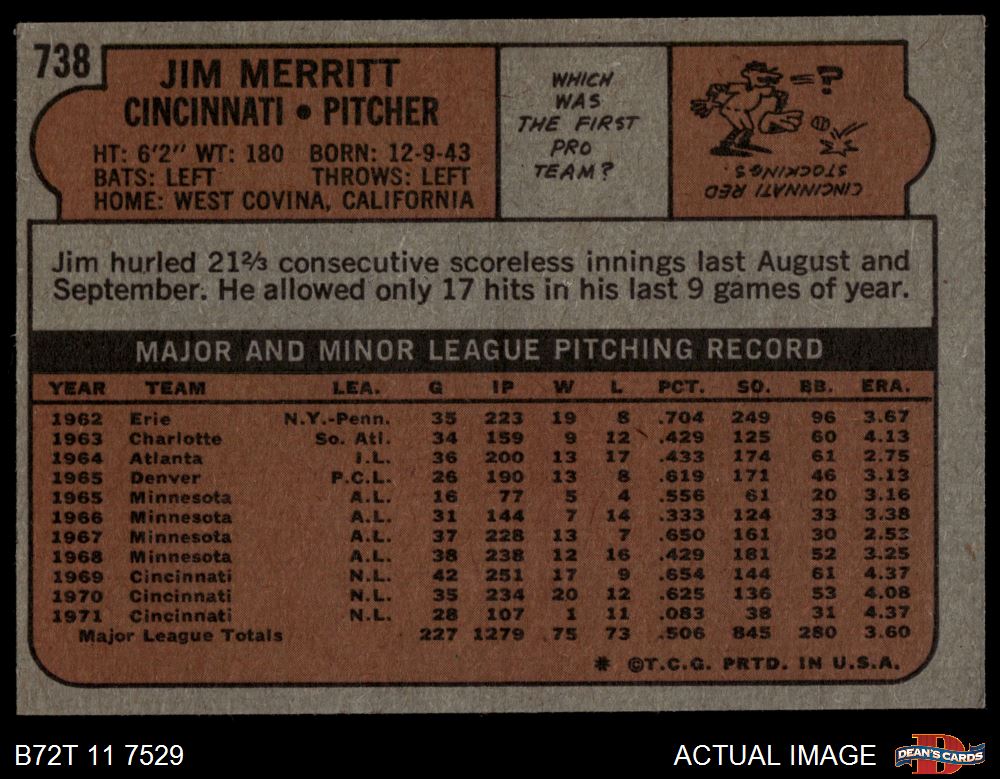 738
JIM MERRITT
CINCINNATI • PITCHER
HT: 6'2" WT: 180 BORN: 12-9-43
BATS: LEFT THROWS: LEFT
HOME: WEST COVINA, CALIFORNIA
WHICH
WAS
THE FIRST
PRO
TEAM?
= ?
CINCINNATI RED
STOCKINGS.
Jim hurled 21⅔ consecutive scoreless innings last August and
September. He allowed only 17 hits in his last 9 games of year.
MAJOR AND MINOR LEAGUE PITCHING RECORD
YEAR TEAM LEA. G IP W L PCT. SO. BB. ERA.
1962 Erie N.Y.-Penn. 35 223 19 8 .704 249 96 3.67
1963 Charlotte So. Atl. 34 159 9 12 .429 125 60 4.13
1964 Atlanta I.L. 36 200 13 17 .433 174 61 2.75
1965 Denver P.C.L. 26 190 13 8 .619 171 46 3.13
1965 Minnesota A.L. 16 77 5 4 .556 61 20 3.16
1966 Minnesota A.L. 31 144 7 14 .333 124 33 3.38
1967 Minnesota A.L. 37 228 13 7 .650 161 30 2.53
1968 Minnesota A.L. 38 238 12 16 .429 181 52 3.25
1969 Cincinnati N.L. 42 251 17 9 .654 144 61 4.37
1970 Cincinnati N.L. 35 234 20 12 .625 136 53 4.08
1971 Cincinnati N.L. 28 107 1 11 .083 38 31 4.37
Major League Totals 227 1279 75 73 .506 845 280 3.60
* ©T.C.G. PRTD. IN U.S.A.
B72T 11 7529
ACTUAL IMAGE
D
DEAN'S CARDS